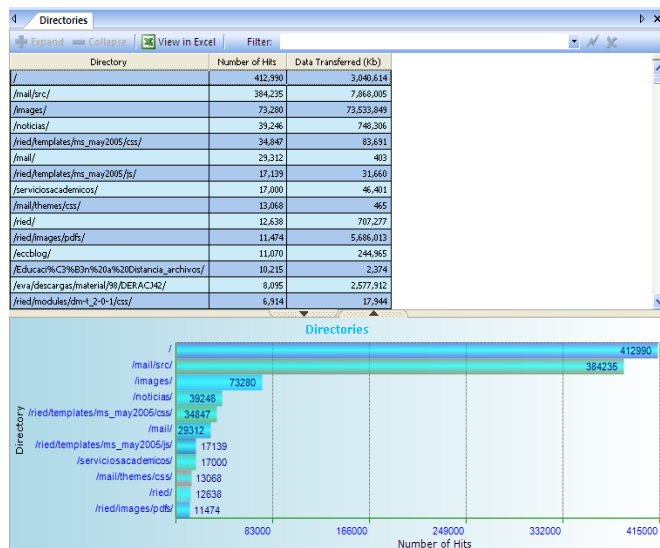 Directories
Expand Collapse View in Excel Filter:
Directory Number of Hits Data Transferred (Kb)
/ 412,990 3,040,614
/mail/src/ 384,235 7,868,005
/images/ 73,280 73,533,849
/noticias/ 39,246 748,306
/ried/templates/ms_may2005/css/ 34,847 83,691
/mail/ 29,312 403
/ried/templates/ms_may2005/js/ 17,139 31,660
/serviciosacademicos/ 17,000 46,401
/mail/themes/css/ 13,068 465
/ried/ 12,638 707,277
/ried/images/pdfs/ 11,474 5,686,013
/eccblog/ 11,070 244,965
/Educaci%C3%B3n%20a%20Distancia_archivos/ 10,215 2,374
/eva/descargas/material/98/DERACJ42/ 8,095 2,577,912
/ried/modules/dm-t_2-0-1/css/ 6,914 17,944
Directories
Directory
/ 412990
/mail/src/ 384235
/images/ 73280
/noticias/ 39246
/ried/templates/ms_may2005/css/ 34847
/mail/ 29312
/ried/templates/ms_may2005/js/ 17139
/serviciosacademicos/ 17000
/mail/themes/css/ 13068
/ried/ 12638
/ried/images/pdfs/ 11474
83000 166000 249000 332000 415000
Number of Hits